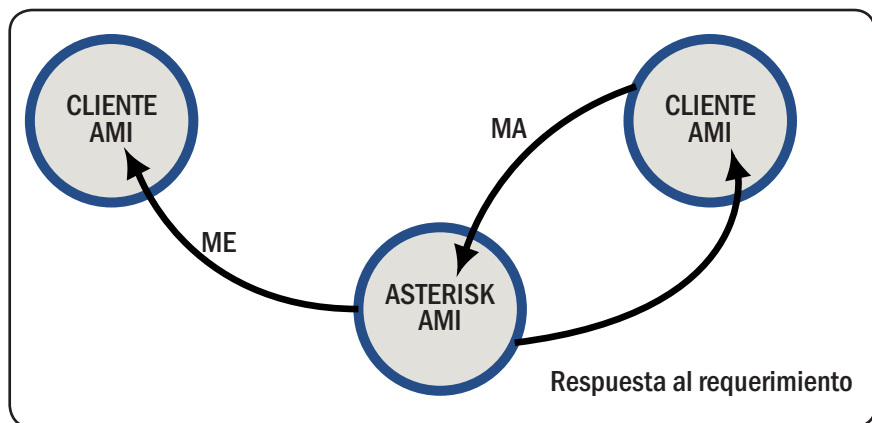 CLIENTE
AMI
MA
CLIENTE
AMI
ME
ASTERISK
AMI
Respuesta al requerimiento